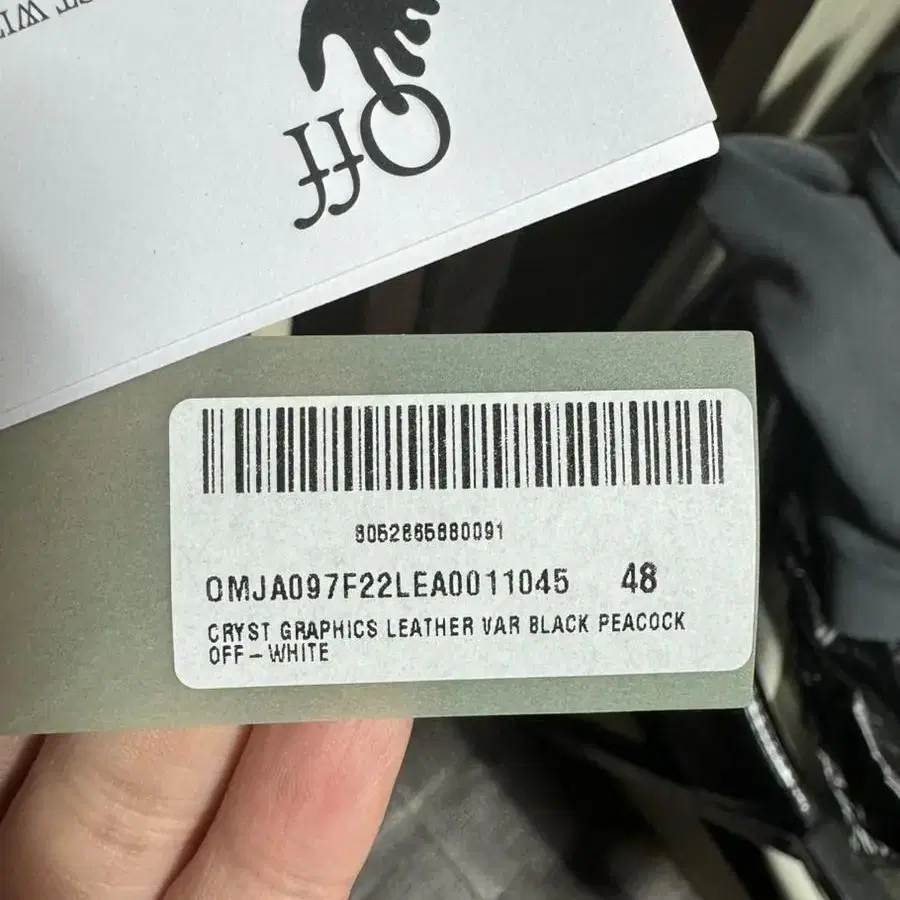 OFF
8052865880091
OMJA097F22LEA0011045 48
CRYST GRAPHICS LEATHER VAR BLACK PEACOCK
OFF-WHITE